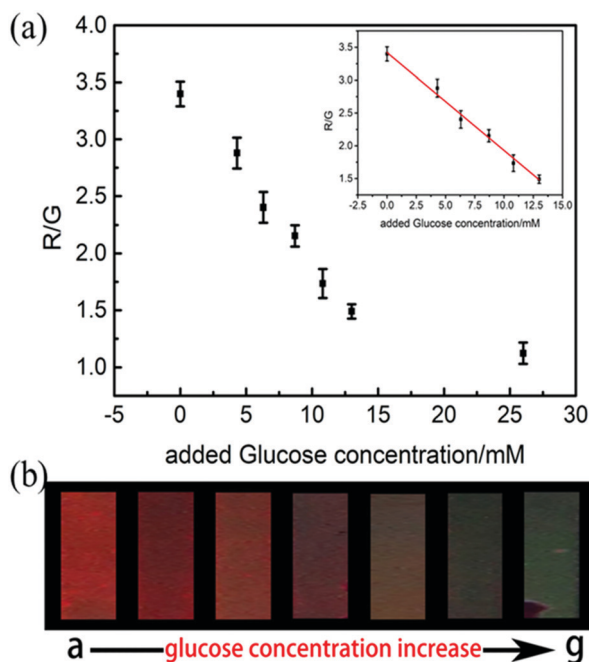 (a)
4.0
3.5
3.0
2.5
2.0
1.5
1.0
R/G
-5 0 5 10 15 20 25 30
added Glucose concentration/mM
3.5
3.0
2.5
2.0
1.5
R/G
-2.5 0.0 2.5 5.0 7.5 10.0 12.5 15.0
added Glucose concentration/mM
(b)
a glucose concentration increase g